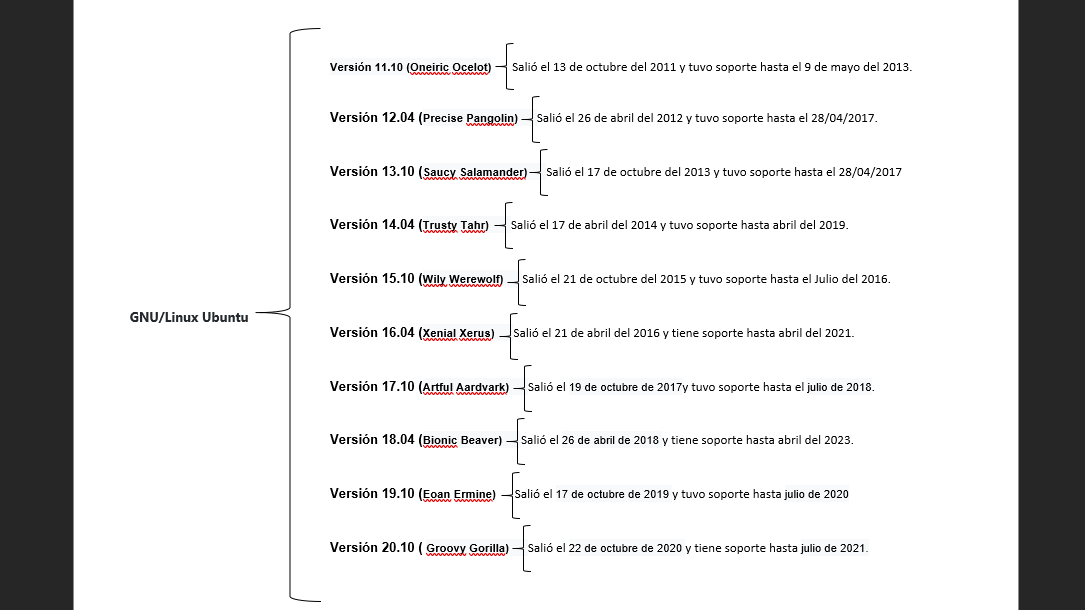 Versión 11.10 (Oneiric Ocelot) Salió el 13 de octubre del 2011 y tuvo soporte hasta el 9 de mayo del 2013.
Versión 12.04 (Precise Pangolin) Salió el 26 de abril del 2012 y tuvo soporte hasta el 28/04/2017.
Versión 13.10 (Saucy Salamander) Salió el 17 de octubre del 2013 y tuvo soporte hasta el 28/04/2017
Versión 14.04 (Trusty Tahr) Salió el 17 de abril del 2014 y tuvo soporte hasta abril del 2019.
Versión 15.10 (Wily Werewolf) Salió el 21 de octubre del 2015 y tuvo soporte hasta el Julio del 2016.
GNU/Linux Ubuntu
Versión 16.04 (Xenial Xerus) Salió el 21 de abril del 2016 y tiene soporte hasta abril del 2021.
Versión 17.10 (Artful Aardvark) Salió el 19 de octubre de 2017y tuvo soporte hasta el julio de 2018.
Versión 18.04 (Bionic Beaver) Salió el 26 de abril de 2018 y tiene soporte hasta abril del 2023.
Versión 19.10 (Eoan Ermine) Salió el 17 de octubre de 2019 y tuvo soporte hasta julio de 2020
Versión 20.10 ( Groovy Gorilla) Salió el 22 de octubre de 2020 y tiene soporte hasta julio de 2021.